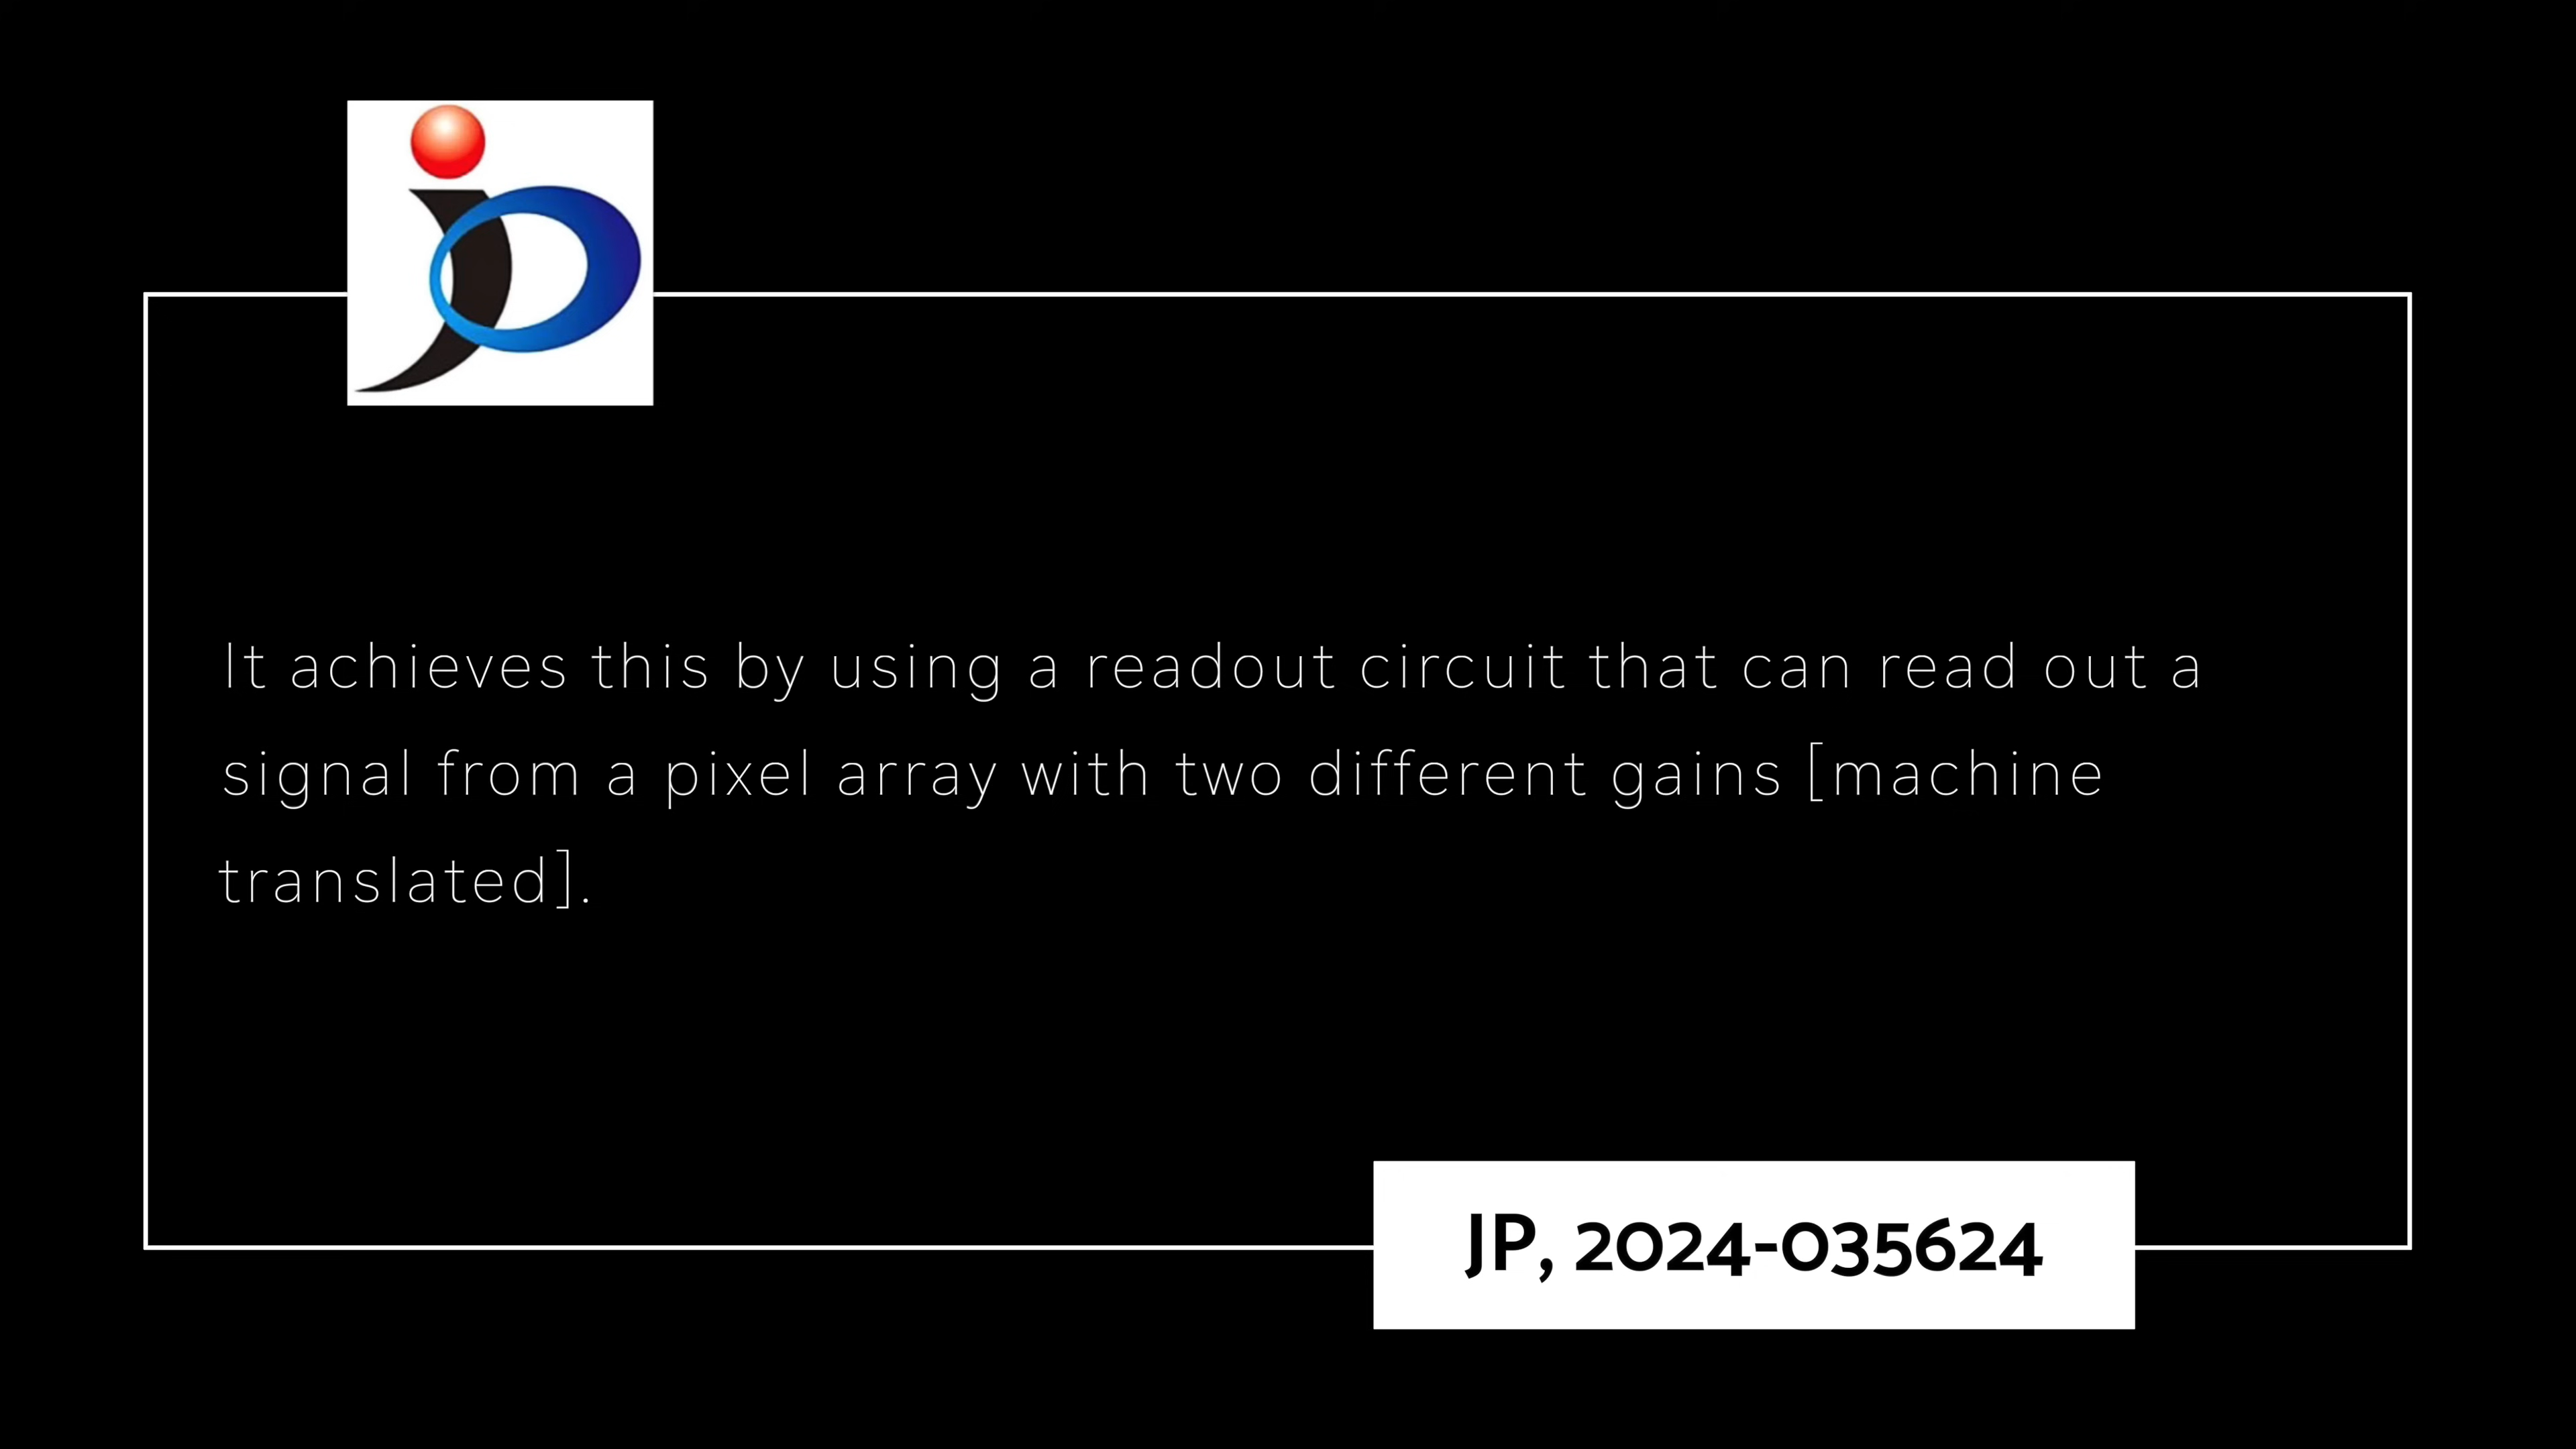 It achieves this by using a readout circuit that can read out a
signal from a pixel array with two different gains [machine
translated].
JP, 2024-035624